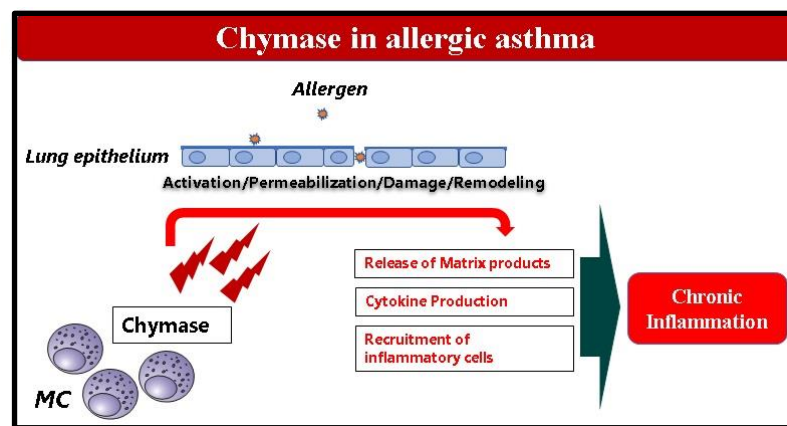 Chymase in allergic asthma
Allergen
Lung epithelium
Activation/Permeabilization/Damage/Remodeling
Release of Matrix products
Cytokine Production
Recruitment of
inflammatory cells
Chronic
Inflammation
Chymase
MC